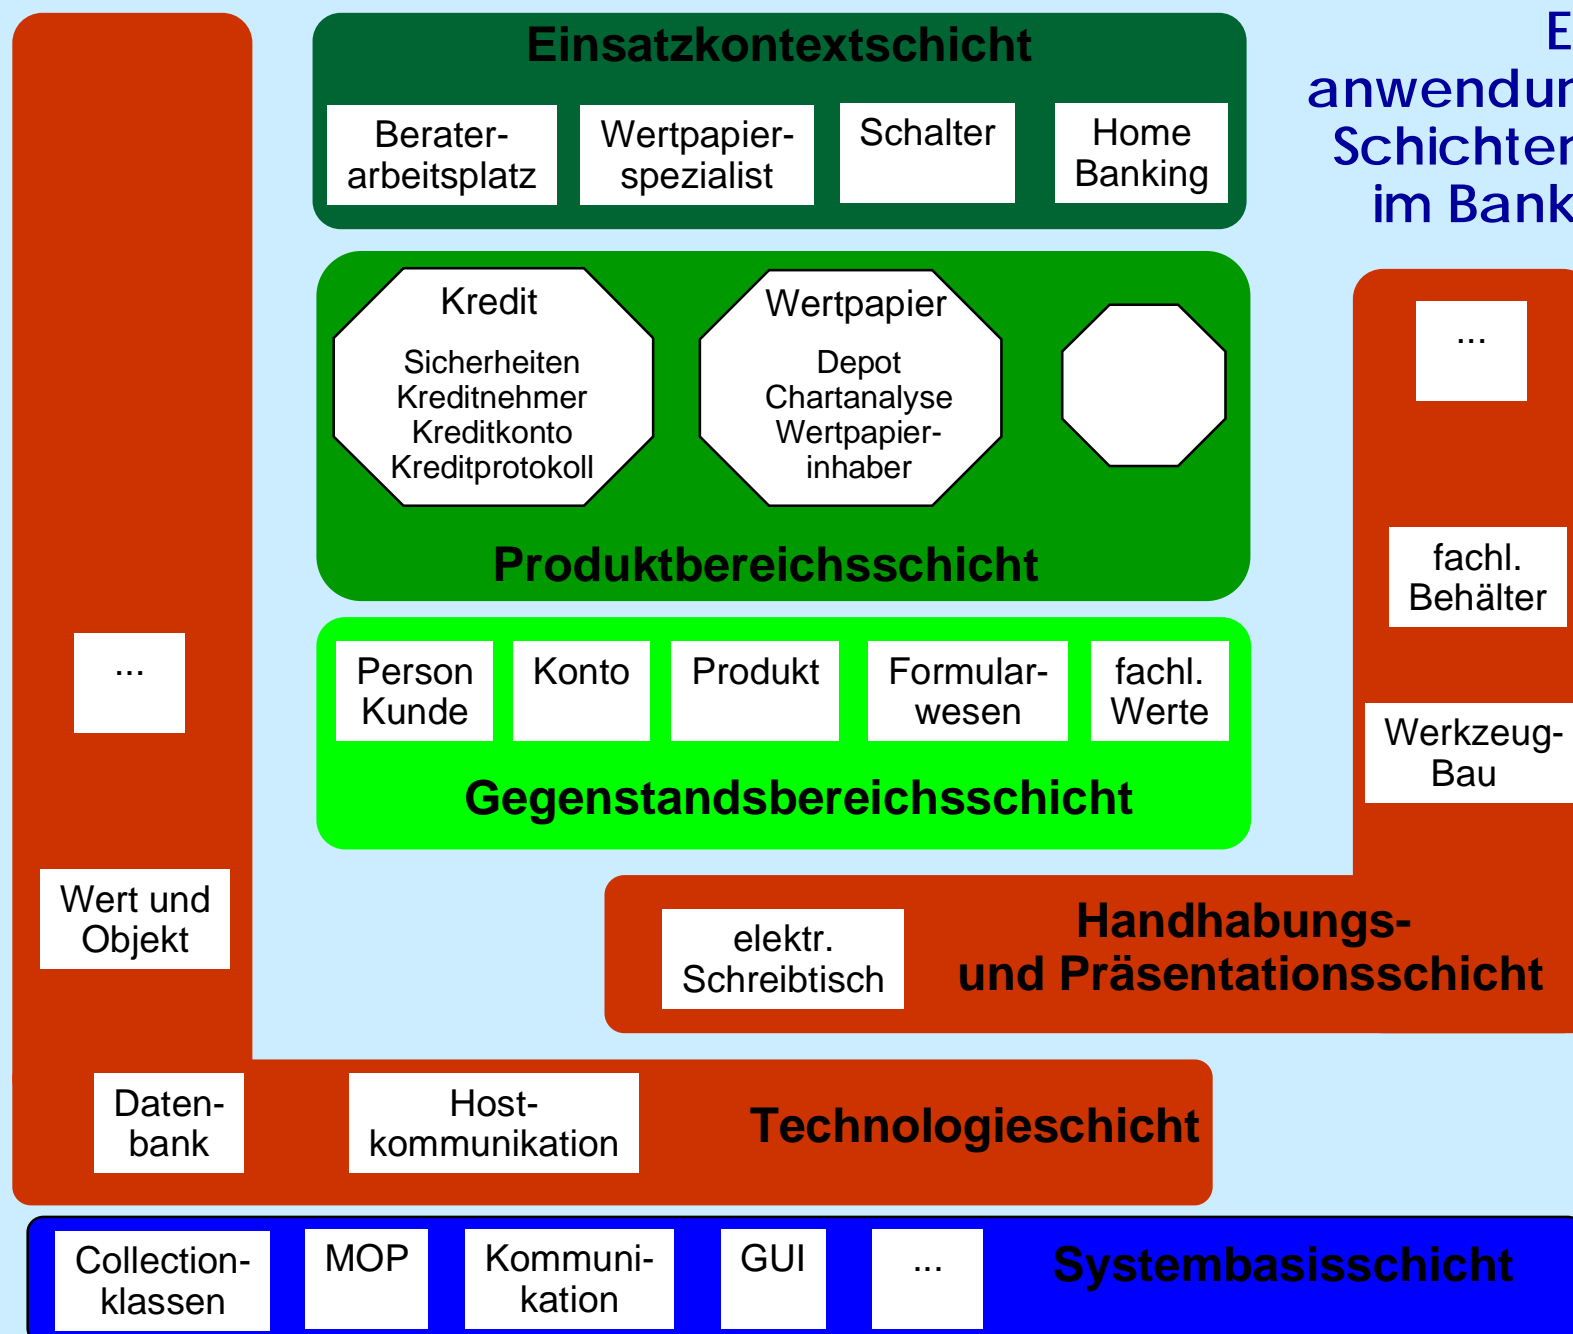 Einsatzkontextschicht
Berater-
arbeitsplatz
Wertpapier-
spezialist
Schalter
Home
Banking
E
anwendun
Schichten
im Bank
Kredit
Sicherheiten
Kreditnehmer
Kreditkonto
Kreditprotokoll
Wertpapier
Depot
Chartanalyse
Wertpapier-
inhaber
Produktbereichsschicht
...
fachl.
Behälter
Werkzeug-
Bau
Person
Kunde
Konto
Produkt
Formular-
wesen
fachl.
Werte
Gegenstandsbereichsschicht
...
Wert und
Objekt
elektr.
Schreibtisch
Handhabungs-
und Präsentationsschicht
Daten-
bank
Host-
kommunikation
Technologieschicht
Collection-
klassen
MOP
Kommuni-
kation
GUI
...
Systembasisschicht